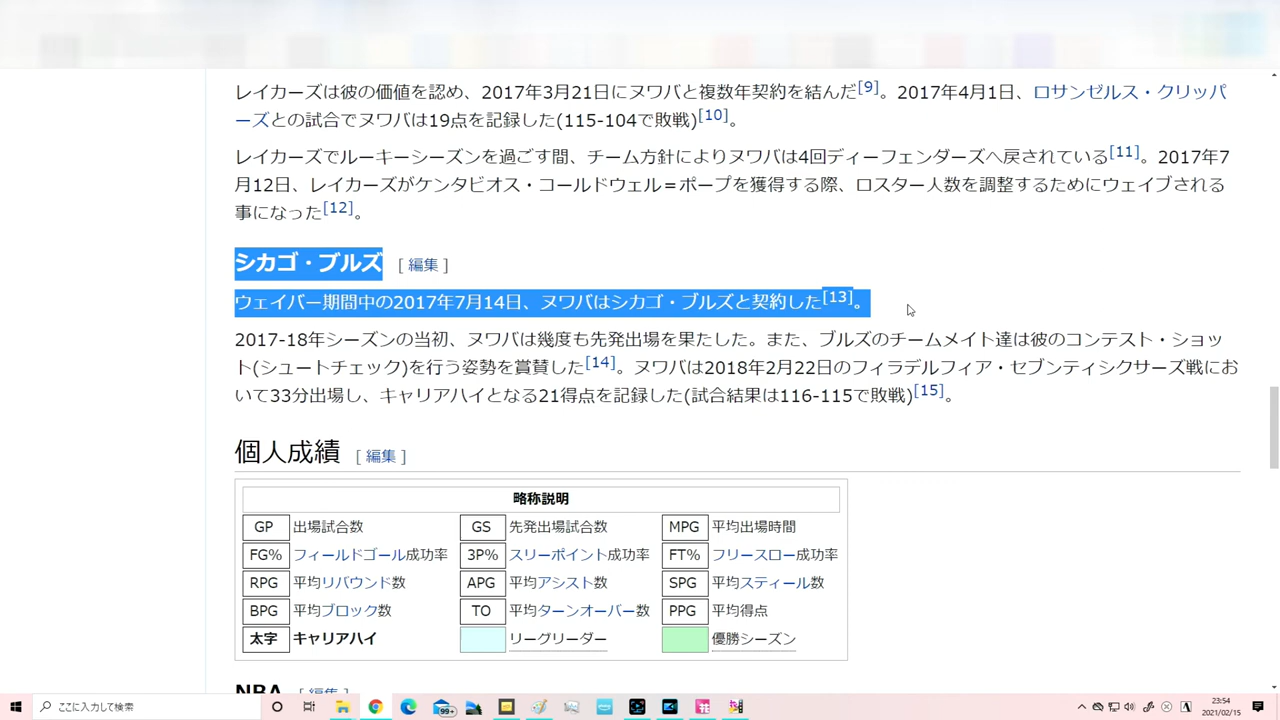 レイカーズは彼の価値を認め、2017年3月21日にヌワバと複数年契約を結んだ[9]。2017年4月1日、ロサンゼルス・クリッパ
ーズとの試合でヌワバは19点を記録した(115-104で敗戦)[10]。
レイカーズでルーキーシーズンを過ごす間、チーム方針によりヌワバは4回ディーフェンダーズへ戻されている[11]。2017年7
月12日、レイカーズがケンタビオス・コールドウェル＝ポープを獲得する際、ロスター人数を調整するためにウェイブされる
事になった[12]。
シカゴ・ブルズ [ 編集 ]
ウェイバー期間中の2017年7月14日、ヌワバはシカゴ・ブルズと契約した[13]。
2017-18年シーズンの当初、ヌワバは幾度も先発出場を果たした。また、ブルズのチームメイト達は彼のコンテスト・ショッ
ト(シュートチェック)を行う姿勢を賞賛した[14]。ヌワバは2018年2月22日のフィラデルフィア・セブンティシクサーズ戦にお
いて33分出場し、キャリアハイとなる21得点を記録した(試合結果は116-115で敗戦)[15]。
個人成績 [ 編集 ]
略称説明
GP 出場試合数 GS 先発出場試合数 MPG 平均出場時間
FG% フィールドゴール成功率 3P% スリーポイント成功率 FT% フリースロー成功率
RPG 平均リバウンド数 APG 平均アシスト数 SPG 平均スティール数
BPG 平均ブロック数 TO 平均ターンオーバー数 PPG 平均得点
太字 キャリアハイ リーグリーダー 優勝シーズン
NBA [ 編集 ]
ここに入力して検索 99+ A 23:54
2021/02/15